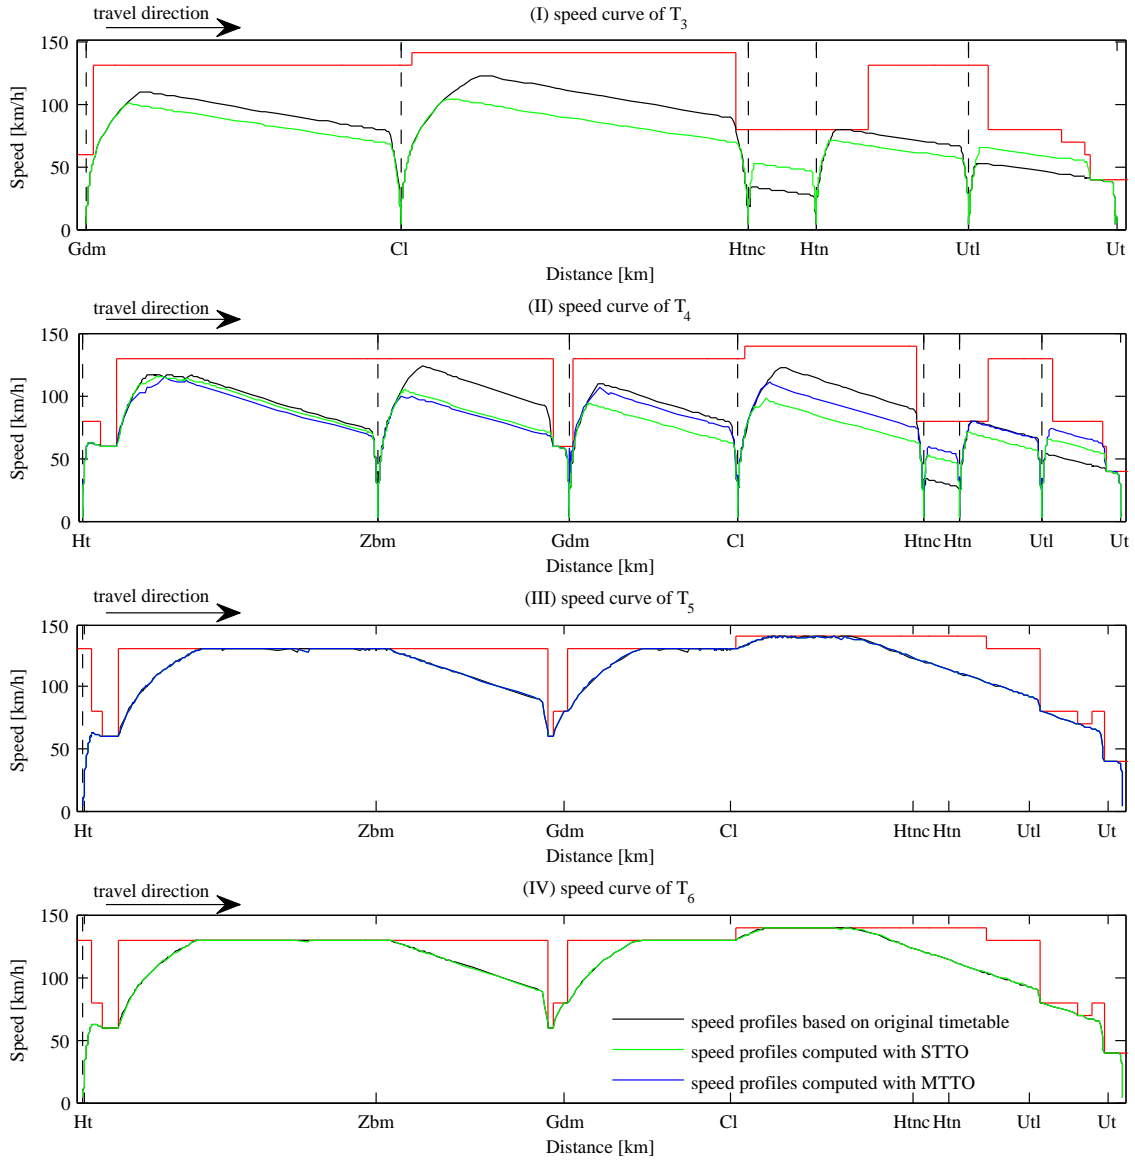 (I) speed curve of T3
travel direction
150
100
50
0
Speed [km/h]
Gdm Cl Htnc Htn Utl Ut
Distance [km]
(II) speed curve of T4
travel direction
150
100
50
0
Speed [km/h]
Ht Zbm Gdm Cl Htnc Htn Utl Ut
Distance [km]
(III) speed curve of T5
travel direction
150
100
50
0
Speed [km/h]
Ht Zbm Gdm Cl Htnc Htn Utl Ut
Distance [km]
(IV) speed curve of T6
travel direction
150
100
50
0
Speed [km/h]
speed profiles based on original timetable
speed profiles computed with STTO
speed profiles computed with MTTO
Ht Zbm Gdm Cl Htnc Htn Utl Ut
Distance [km]